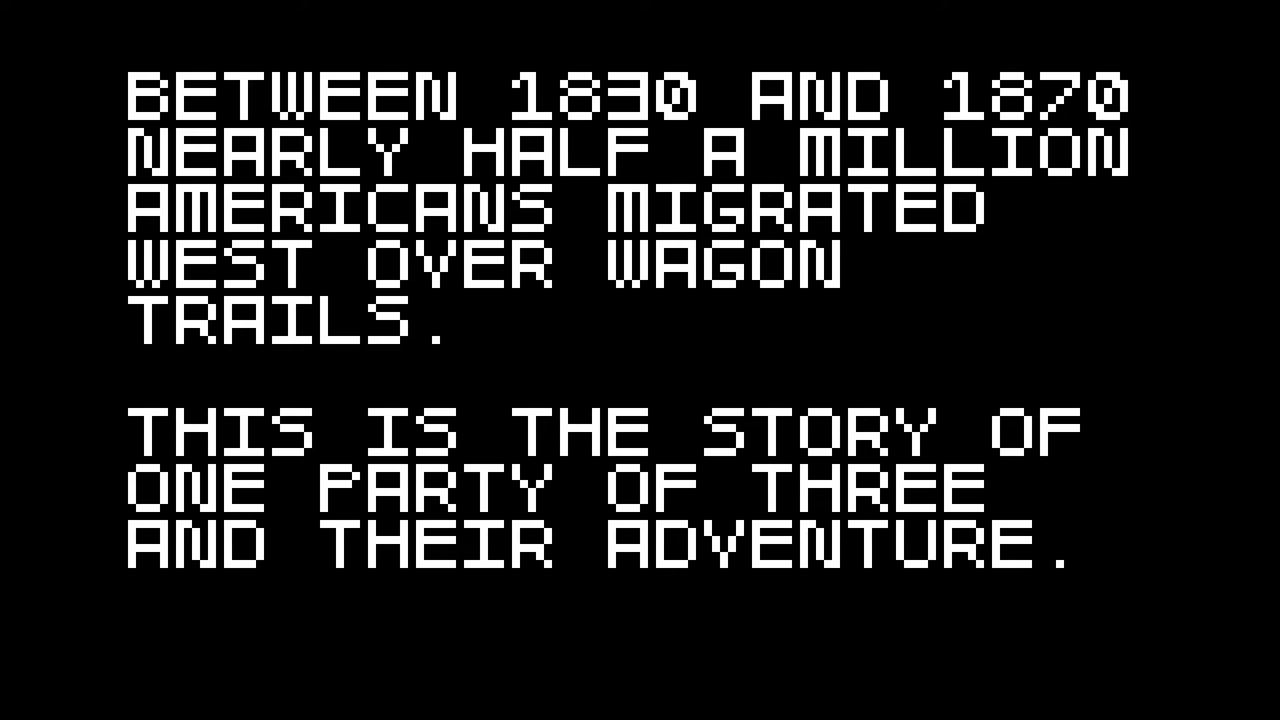 BETWEEN 1830 AND 1870
NEARLY HALF A MILLION
AMERICANS MIGRATED
WEST OVER WAGON
TRAILS.
THIS IS THE STORY OF
ONE PARTY OF THREE
AND THEIR ADVENTURE.